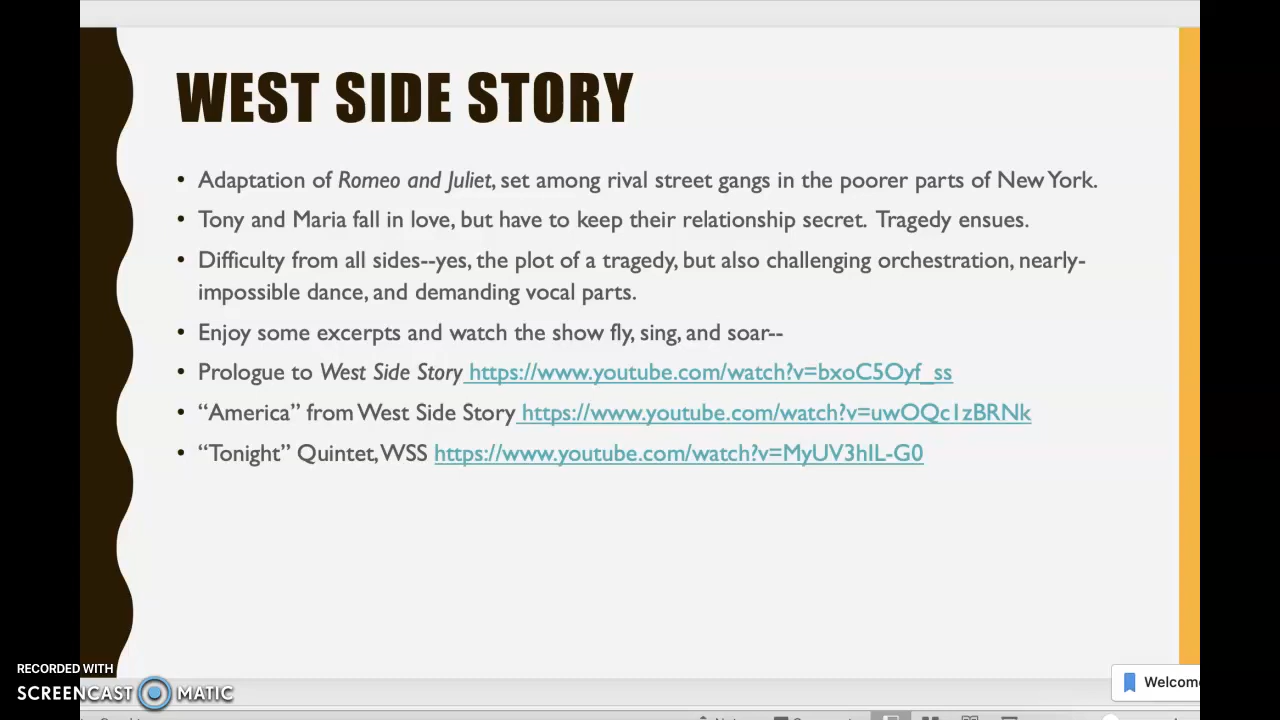 WEST SIDE STORY
• Adaptation of Romeo and Juliet, set among rival street gangs in the poorer parts of New York.
• Tony and Maria fall in love, but have to keep their relationship secret. Tragedy ensues.
• Difficulty from all sides--yes, the plot of a tragedy, but also challenging orchestration, nearly-
impossible dance, and demanding vocal parts.
• Enjoy some excerpts and watch the show fly, sing, and soar--
• Prologue to West Side Story https://www.youtube.com/watch?v=bxoC5Oyf_ss
• “America” from West Side Story https://www.youtube.com/watch?v=uwOQc1zBRNk
• “Tonight” Quintet, WSS https://www.youtube.com/watch?v=MyUV3hIL-G0
RECORDED WITH
SCREENCAST MATIC
Welcome